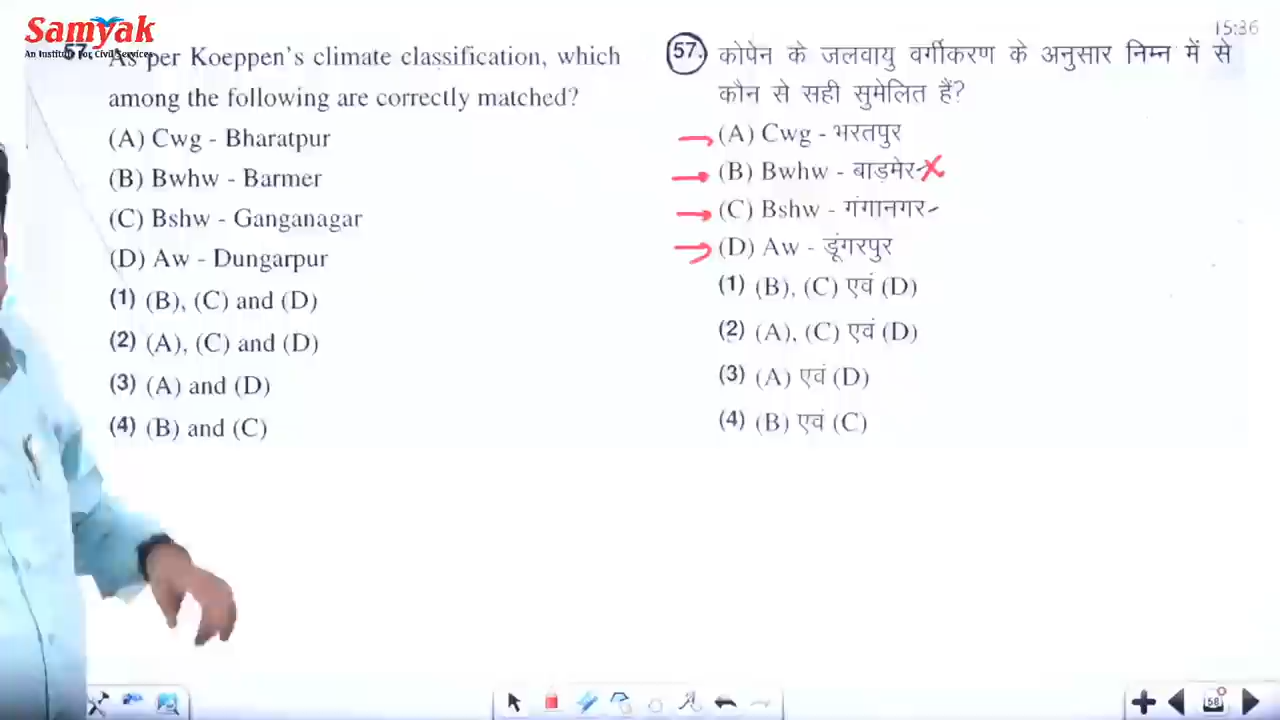 Samyak
An Institute For Civil Services
15:36
57. As per Koeppen's climate classification, which
among the following are correctly matched?
(A) Cwg - Bharatpur
(B) Bwhw - Barmer
(C) Bshw - Ganganagar
(D) Aw - Dungarpur
(1) (B), (C) and (D)
(2) (A), (C) and (D)
(3) (A) and (D)
(4) (B) and (C)
57. कोपेन के जलवायु वर्गीकरण के अनुसार निम्न में से
कौन से सही सुमेलित हैं?
(A) Cwg - भरतपुर
(B) Bwhw - बाड़मेर
(C) Bshw - गंगानगर
(D) Aw - डूंगरपुर
(1) (B), (C) एवं (D)
(2) (A), (C) एवं (D)
(3) (A) एवं (D)
(4) (B) एवं (C)
58